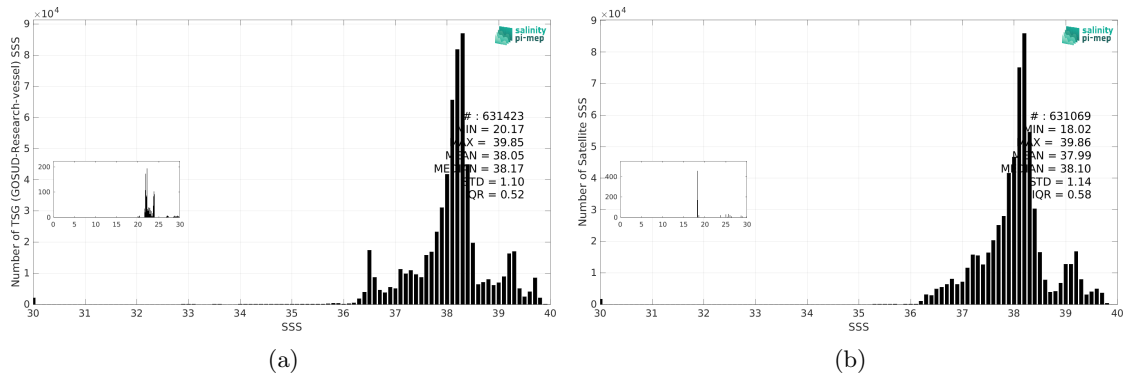 ×10⁴
9
8
7
6
5
4
3
2
1
0
Number of TSG (GOSUD-Research-vessel) SSS
salinity
pi-mep
# : 631423
MIN = 20.17
MAX = 39.85
MEAN = 38.05
MEDIAN = 38.17
STD = 1.10
IQR = 0.52
200
100
0
0 5 10 15 20 25 30
30 31 32 33 34 35 36 37 38 39 40
SSS
(a)
×10⁴
9
8
7
6
5
4
3
2
1
0
Number of Satellite SSS
salinity
pi-mep
# : 631069
MIN = 18.02
MAX = 39.86
MEAN = 37.99
MEDIAN = 38.10
STD = 1.14
IQR = 0.58
400
200
0
0 5 10 15 20 25 30
30 31 32 33 34 35 36 37 38 39 40
SSS
(b)